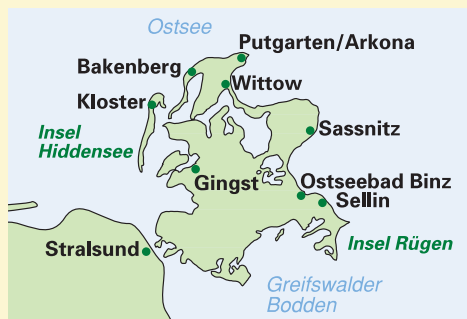 Ostsee
Putgarten/Arkona
Bakenberg
Wittow
Kloster
Insel
Hiddensee
Sassnitz
Gingst
Ostseebad Binz
Sellin
Stralsund
Insel Rügen
Greifswalder
Bodden